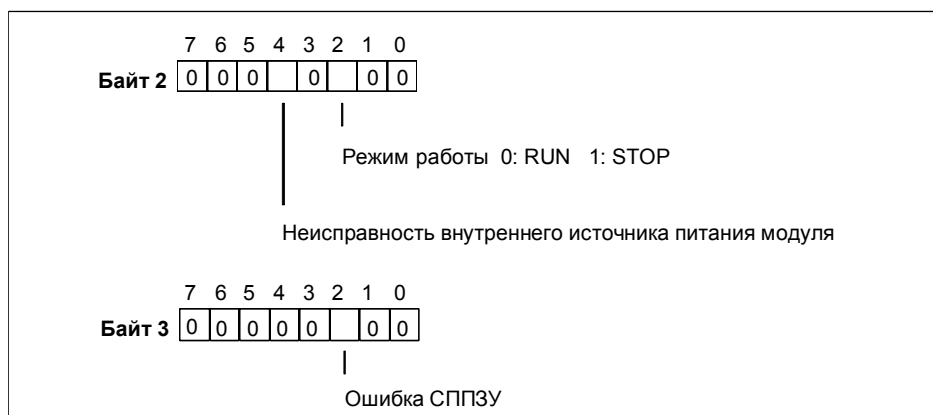 7 6 5 4 3 2 1 0
Байт 2 0 0 0 0 0 0
Режим работы 0: RUN 1: STOP
Неисправность внутреннего источника питания модуля
7 6 5 4 3 2 1 0
Байт 3 0 0 0 0 0 0 0
Ошибка СППЗУ